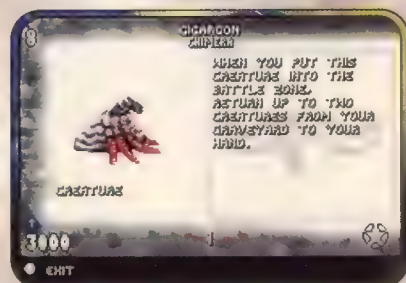 8
GIGARGON
CHIMERA
WHEN YOU PUT THIS
CREATURE INTO THE
BATTLE ZONE,
RETURN UP TO TWO
CREATURES FROM YOUR
GRAVEYARD TO YOUR
HAND.
CREATURE
3000
EXIT